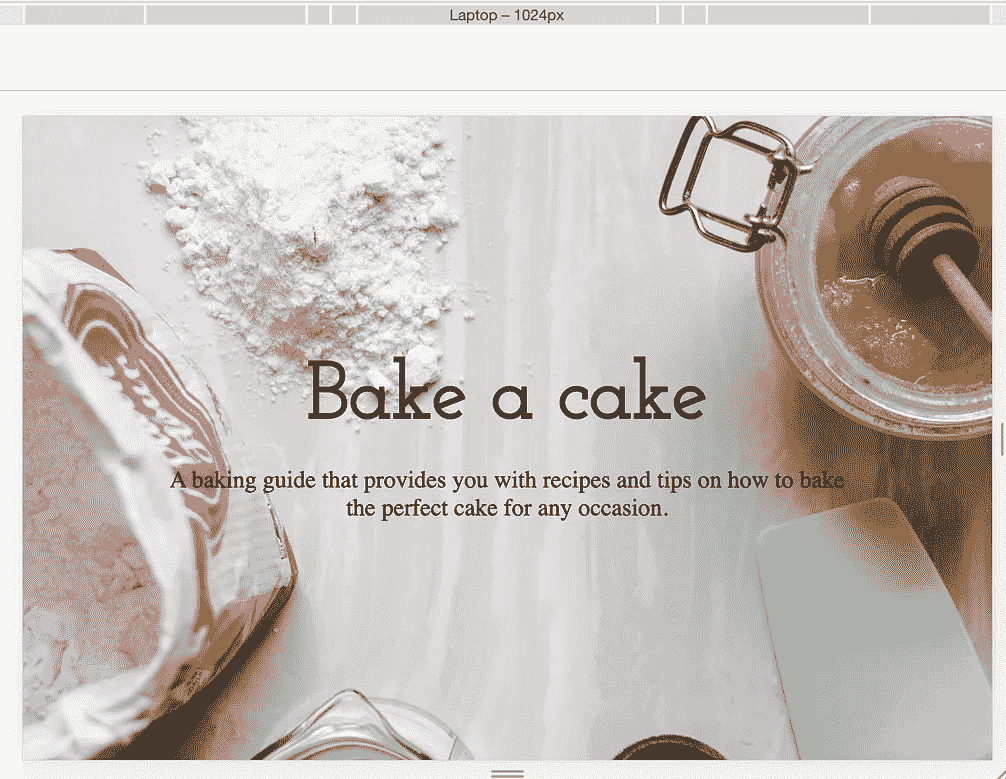 Laptop – 1024px
Bake a cake
A baking guide that provides you with recipes and tips on how to bake
the perfect cake for any occasion.